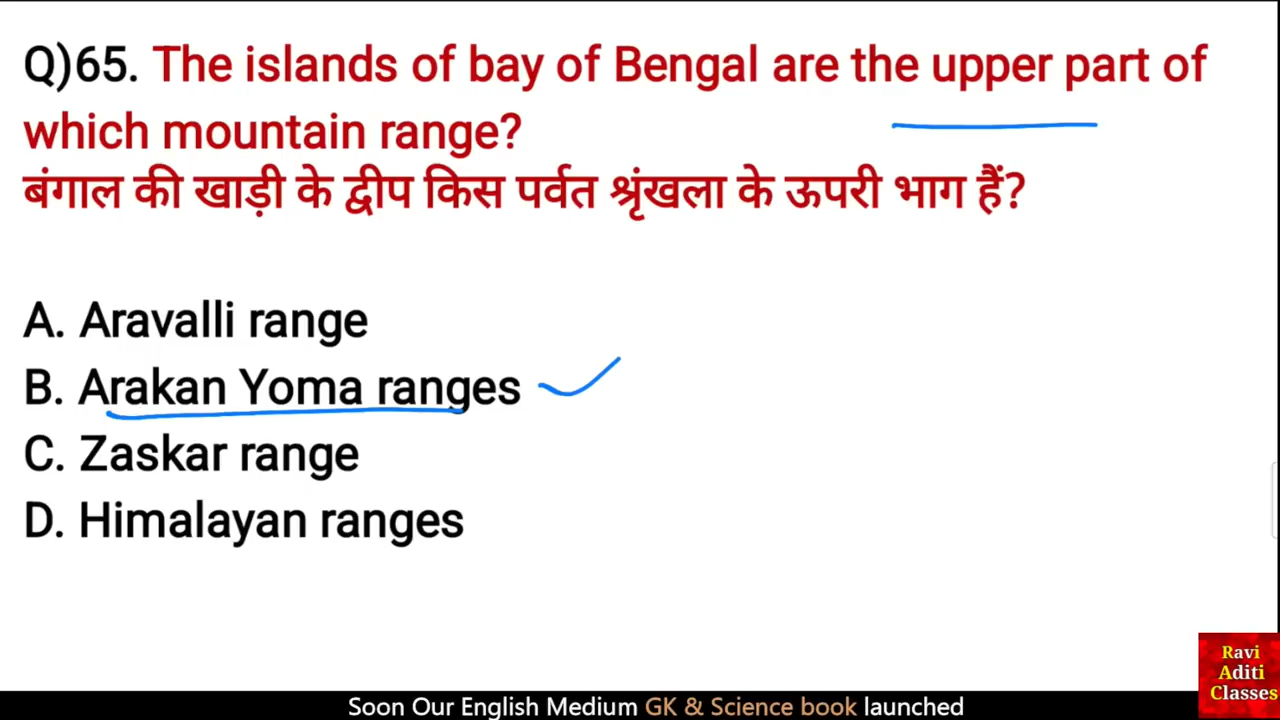 Q)65. The islands of bay of Bengal are the upper part of
which mountain range?
बंगाल की खाड़ी के द्वीप किस पर्वत श्रृंखला के ऊपरी भाग हैं?
A. Aravalli range
B. Arakan Yoma ranges
C. Zaskar range
D. Himalayan ranges
Ravi
Aditi
Classes
Soon Our English Medium GK & Science book launched